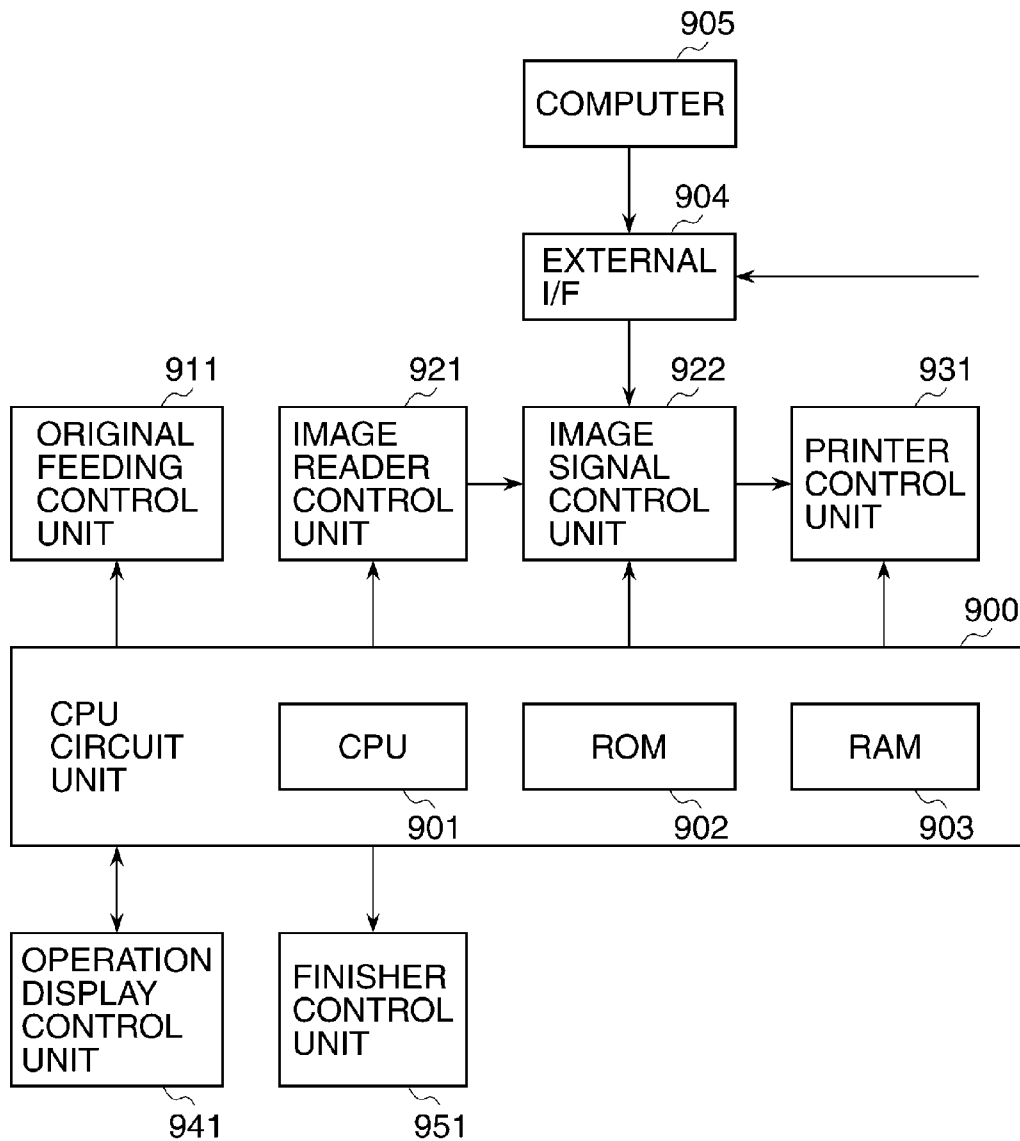 905
COMPUTER
904
EXTERNAL
I/F
911
921
922
931
ORIGINAL
FEEDING
CONTROL
UNIT
IMAGE
READER
CONTROL
UNIT
IMAGE
SIGNAL
CONTROL
UNIT
PRINTER
CONTROL
UNIT
900
CPU
CIRCUIT
UNIT
CPU
ROM
RAM
901
902
903
OPERATION
DISPLAY
CONTROL
UNIT
FINISHER
CONTROL
UNIT
941
951